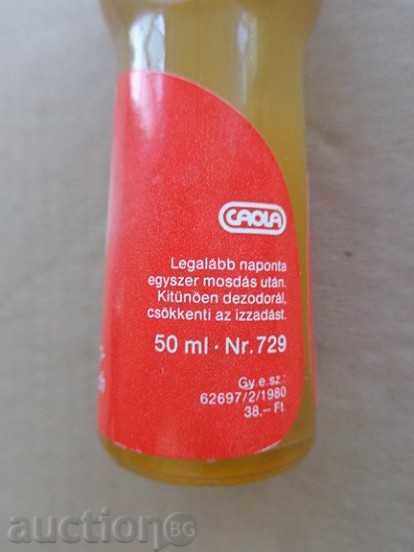 CAOLA
Legalább naponta
egyszer mosdás után.
Kitünöen dezodorál,
csökkenti az izzadást.
50 ml · Nr. 729
Gy.e.sz.:
62697/2/1980
38,– Ft.
auction BG